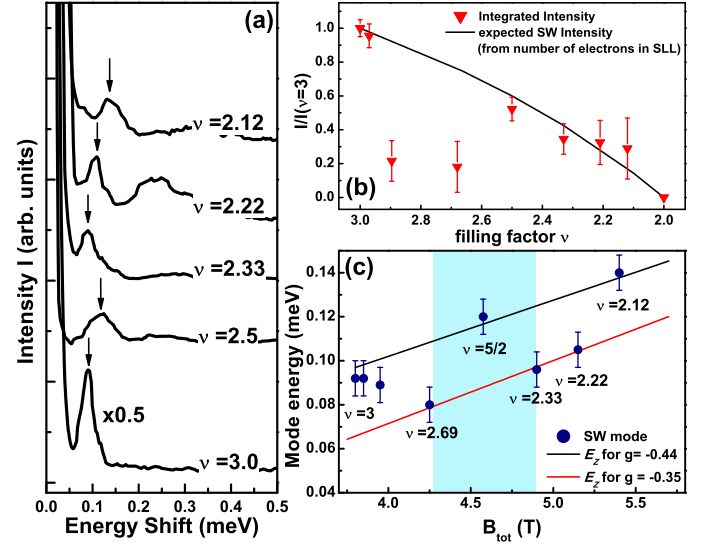 (a)
ν =2.12
ν =2.22
ν =2.33
ν =2.5
x0.5
ν =3.0
Intensity I (arb. units)
0.0 0.1 0.2 0.3 0.4 0.5
Energy Shift (meV)
Integrated Intensity
expected SW Intensity
(from number of electrons in SLL)
I/I(ν=3)
1.0
0.8
0.6
0.4
0.2
0.0
(b)
3.0 2.8 2.6 2.4 2.2 2.0
filling factor ν
(c)
Mode energy (meV)
0.14
0.12
0.10
0.08
0.06
0.04
ν =2.12
ν =5/2
ν =2.22
ν =2.33
ν =3
ν =2.69
SW mode
E_Z for g= -0.44
E_Z for g = -0.35
4.0 4.5 5.0 5.5
B_tot (T)